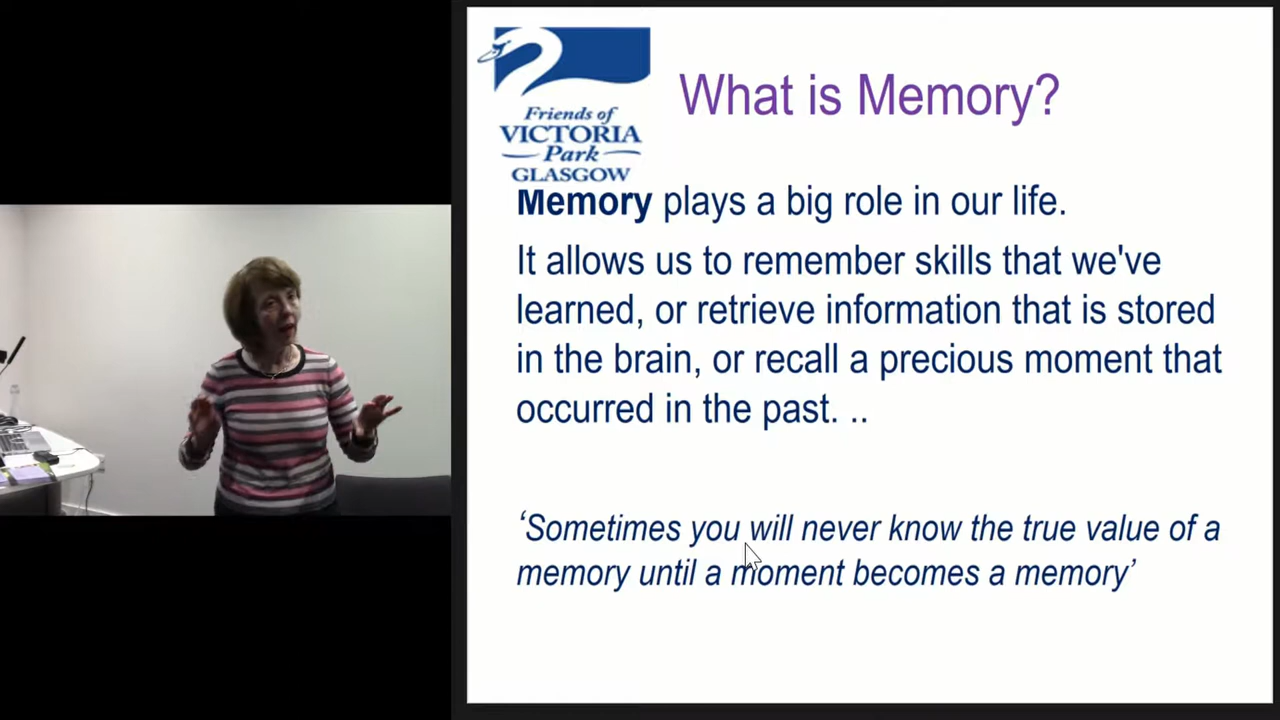 Friends of
VICTORIA
Park
GLASGOW
What is Memory?
Memory plays a big role in our life.
It allows us to remember skills that we've
learned, or retrieve information that is stored
in the brain, or recall a precious moment that
occurred in the past. ..
‘Sometimes you will never know the true value of a
memory until a moment becomes a memory’